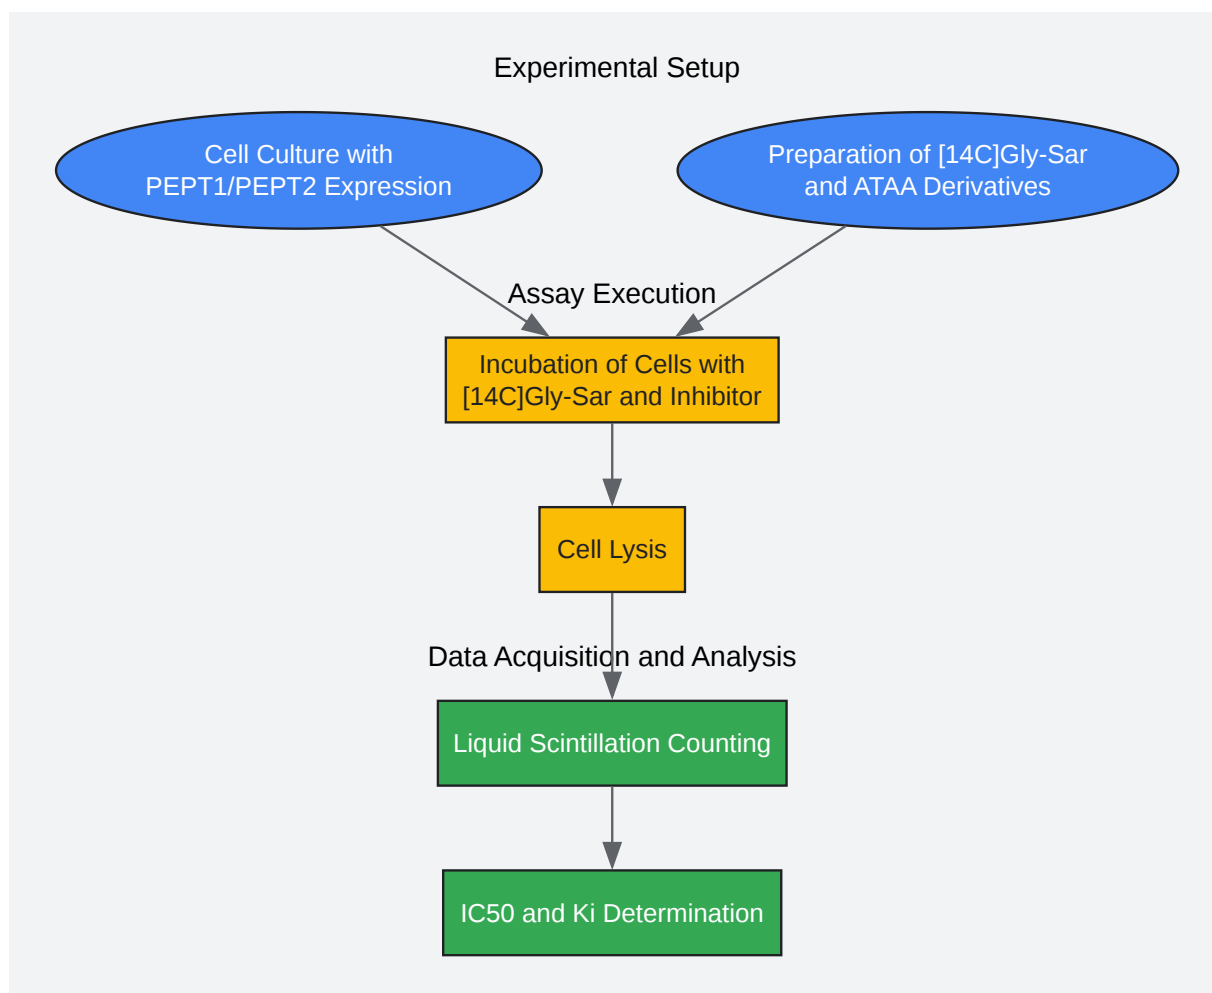 Experimental Setup
Cell Culture with
PEPT1/PEPT2 Expression
Preparation of [14C]Gly-Sar
and ATAA Derivatives
Assay Execution
Incubation of Cells with
[14C]Gly-Sar and Inhibitor
Cell Lysis
Data Acquisition and Analysis
Liquid Scintillation Counting
IC50 and Ki Determination